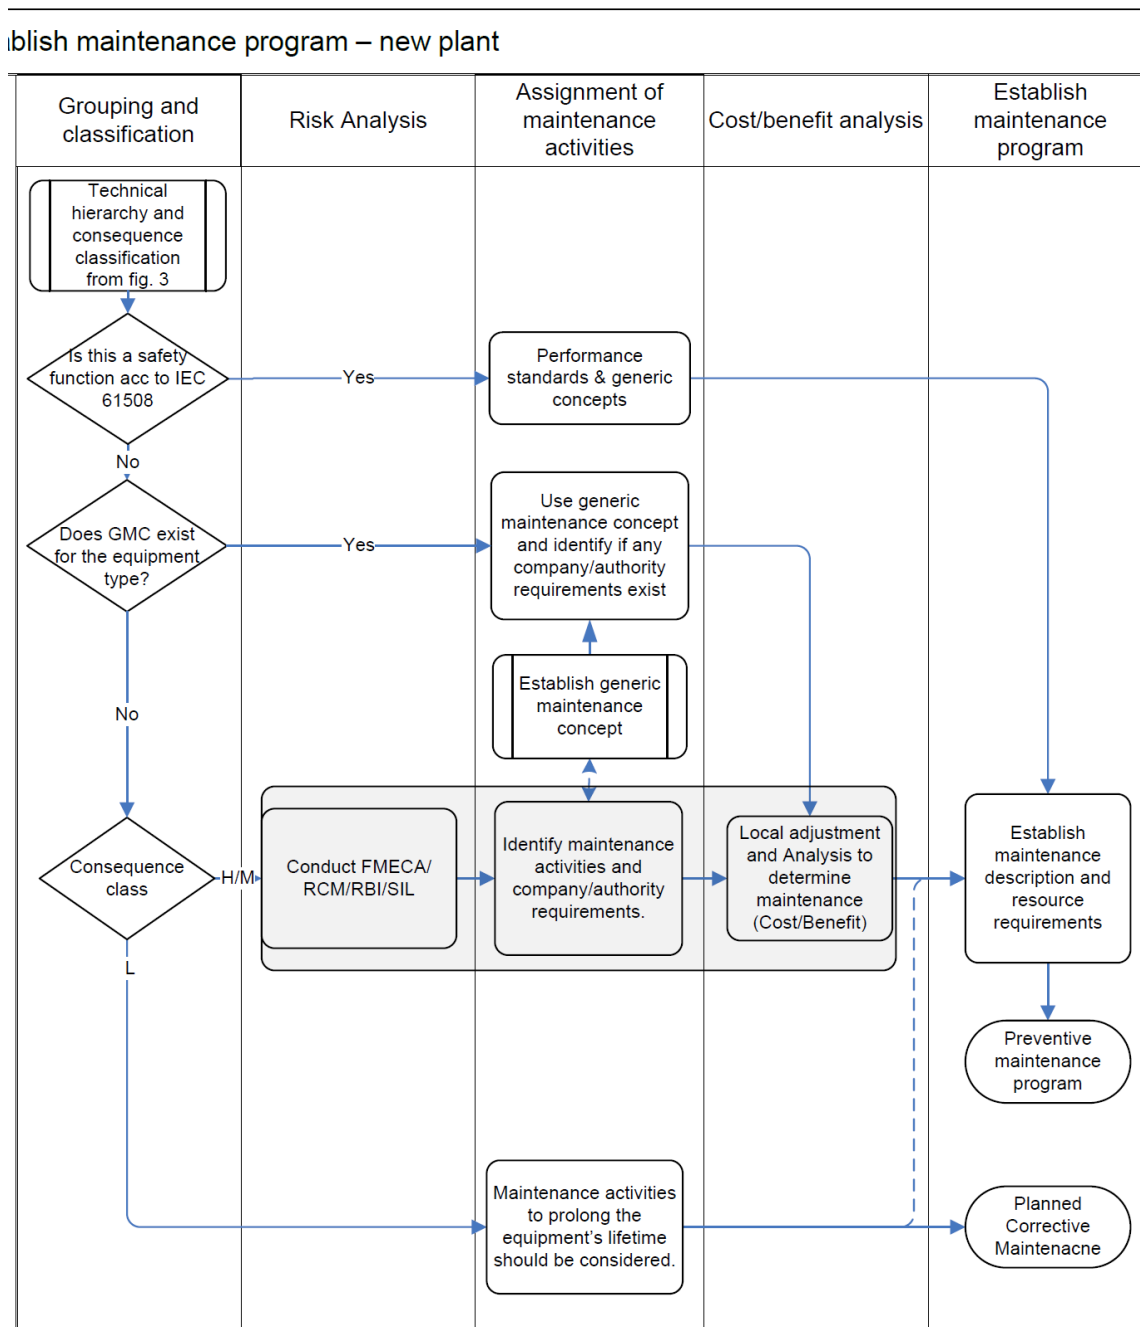 blish maintenance program – new plant
Grouping and
classification
Risk Analysis
Assignment of
maintenance
activities
Cost/benefit analysis
Establish
maintenance
program
Technical
hierarchy and
consequence
classification
from fig. 3
Is this a safety
function acc to IEC
61508
Yes
Performance
standards & generic
concepts
No
Does GMC exist
for the equipment
type?
Yes
Use generic
maintenance concept
and identify if any
company/authority
requirements exist
Establish generic
maintenance
concept
No
Consequence
class
H/M
Conduct FMECA/
RCM/RBI/SIL
Identify maintenance
activities and
company/authority
requirements.
Local adjustment
and Analysis to
determine
maintenance
(Cost/Benefit)
Establish
maintenance
description and
resource
requirements
L
Preventive
maintenance
program
Maintenance activities
to prolong the
equipment's lifetime
should be considered.
Planned
Corrective
Maintenacne